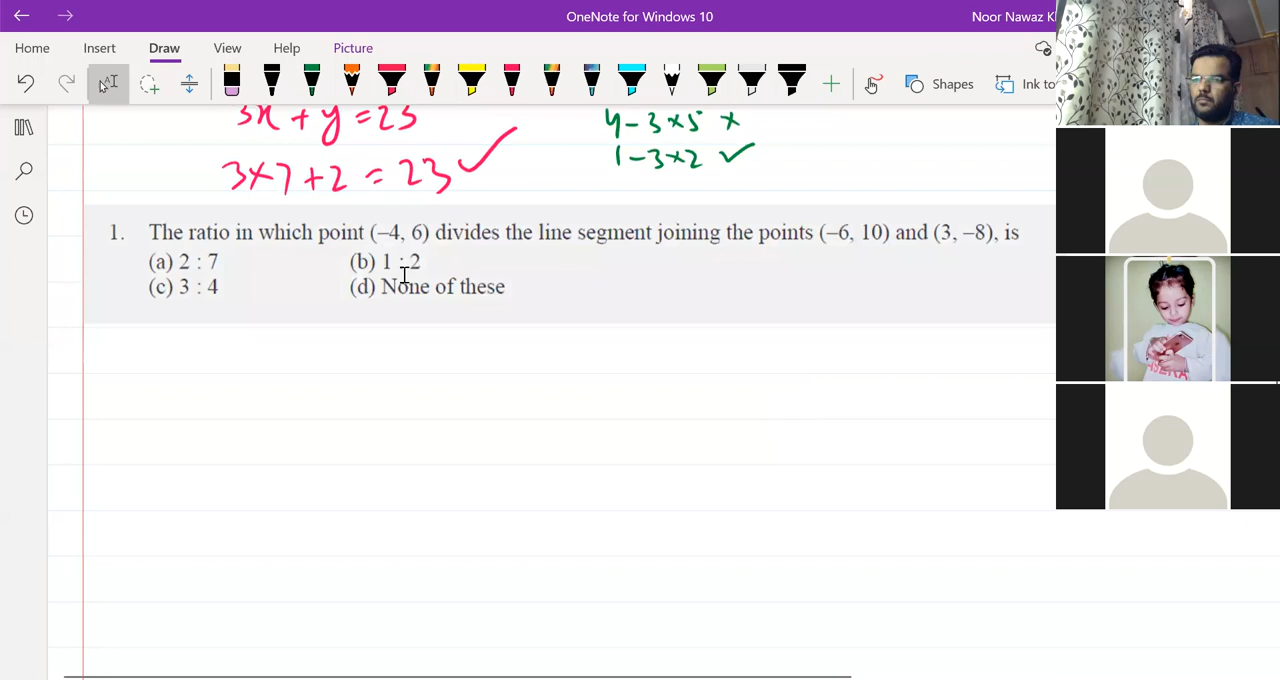 OneNote for Windows 10
Noor Nawaz Kh
Home Insert Draw View Help Picture
Shapes
Ink to
3x + y = 23
3×7+2 = 23 ✓
4-3×5 ×
1-3×2 ✓
1. The ratio in which point (–4, 6) divides the line segment joining the points (–6, 10) and (3, –8), is
(a) 2 : 7 (b) 1 : 2
(c) 3 : 4 (d) None of these